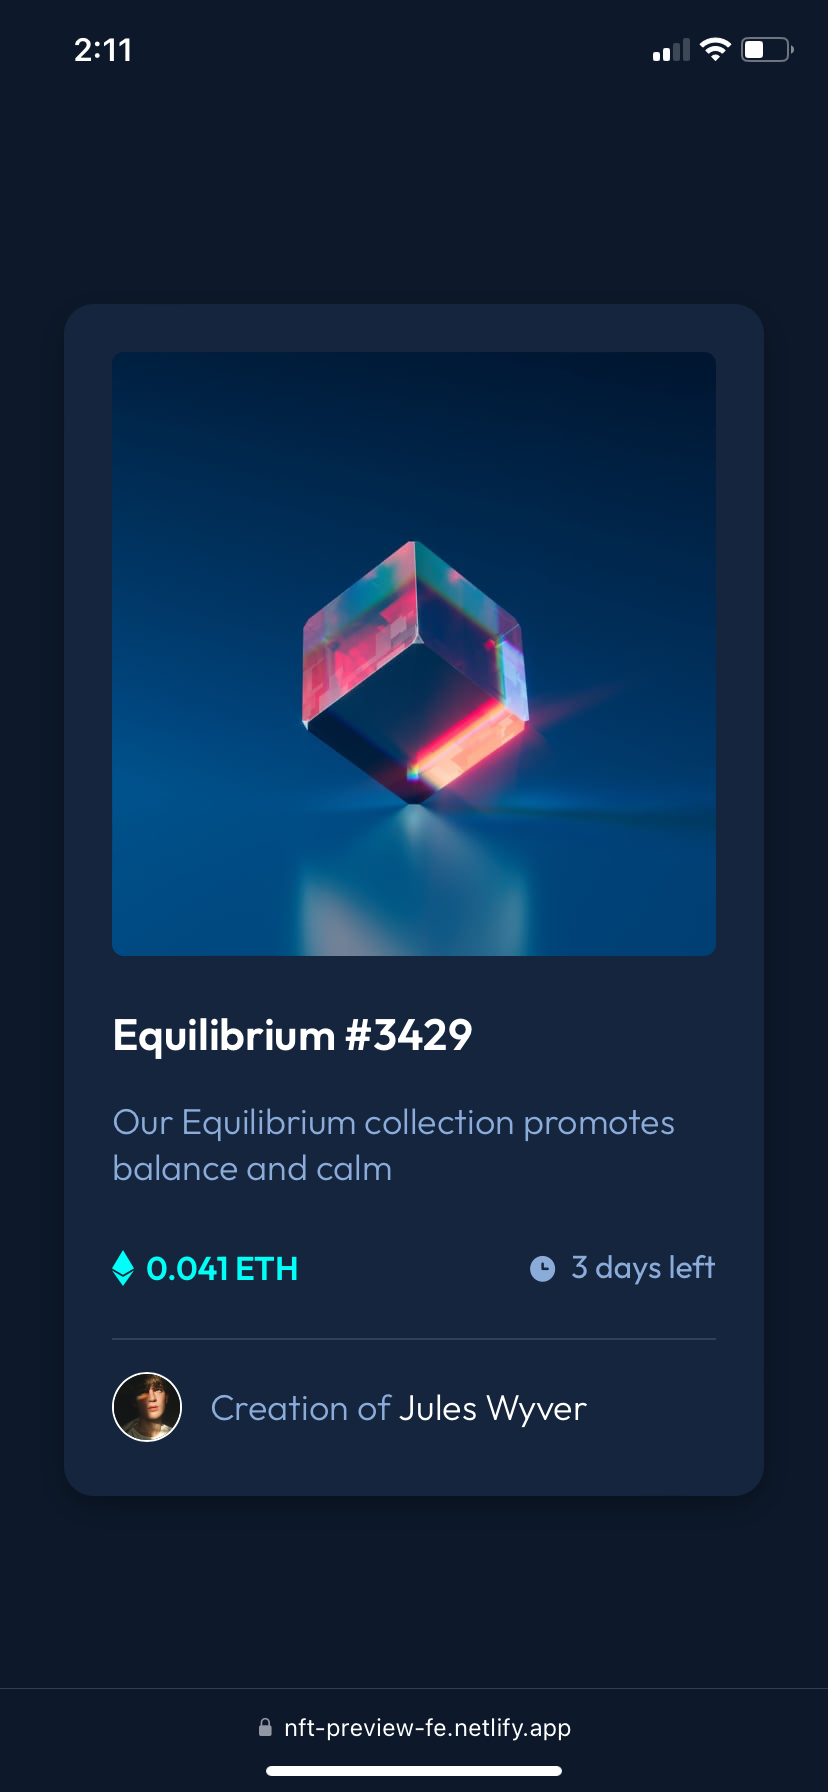 2:11
Equilibrium #3429
Our Equilibrium collection promotes
balance and calm
0.041 ETH
3 days left
Creation of Jules Wyver
nft-preview-fe.netlify.app